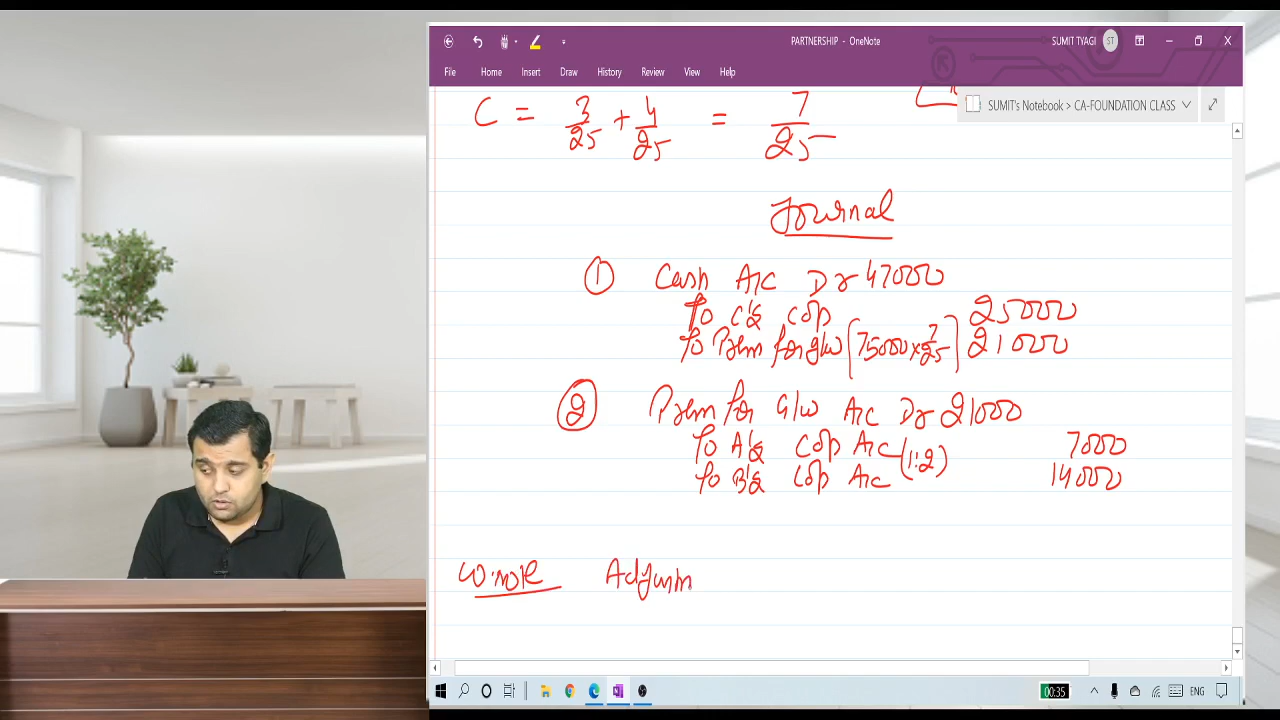 PARTNERSHIP - OneNote
SUMIT TYAGI ST
File Home Insert Draw History Review View Help
SUMIT's Notebook > CA-FOUNDATION CLASS
C = 3/25 + 4/25 = 7/25
Journal
① Cash A/c Dr 47000
To C's cap 25000
To Prem for g/w [75000 x 7/25] 21000
② Prem for G/w A/c Dr 21000
To A's Cap A/c (1:2) 7000
To B's Cap A/c 14000
W.note
00:35 ENG